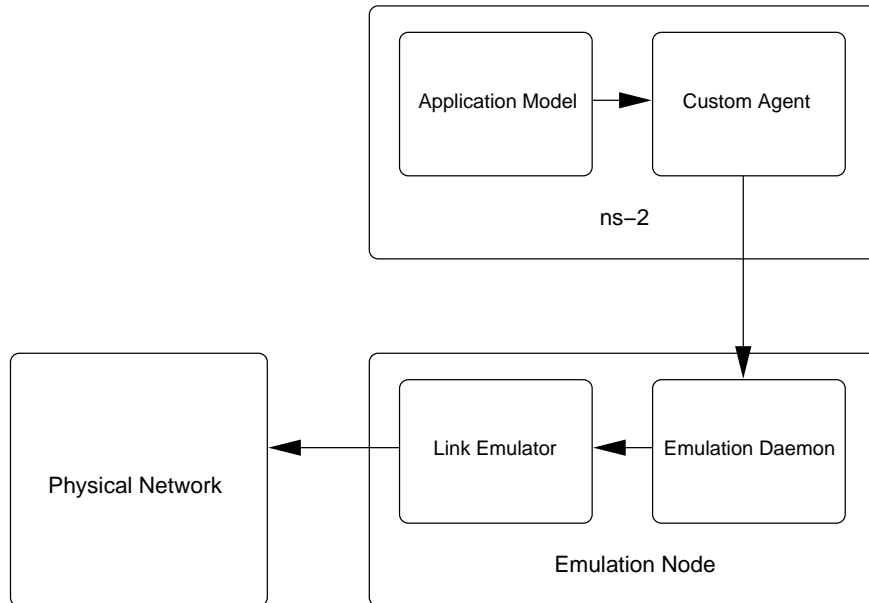 Application Model
Custom Agent
ns−2
Link Emulator
Emulation Daemon
Physical Network
Emulation Node